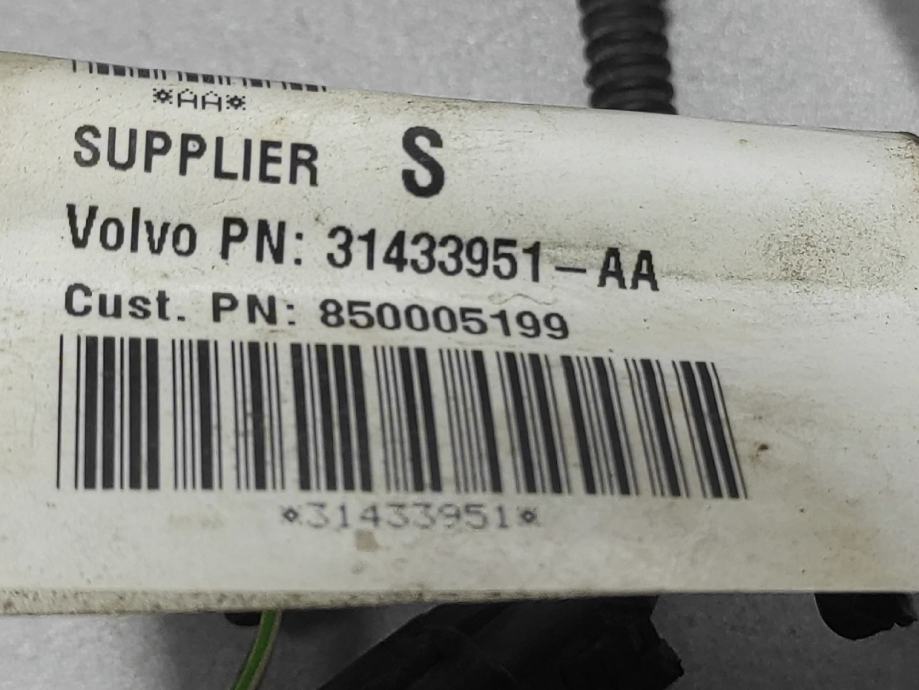 *AA*
SUPPLIER S
Volvo PN: 31433951-AA
Cust. PN: 850005199
*31433951*